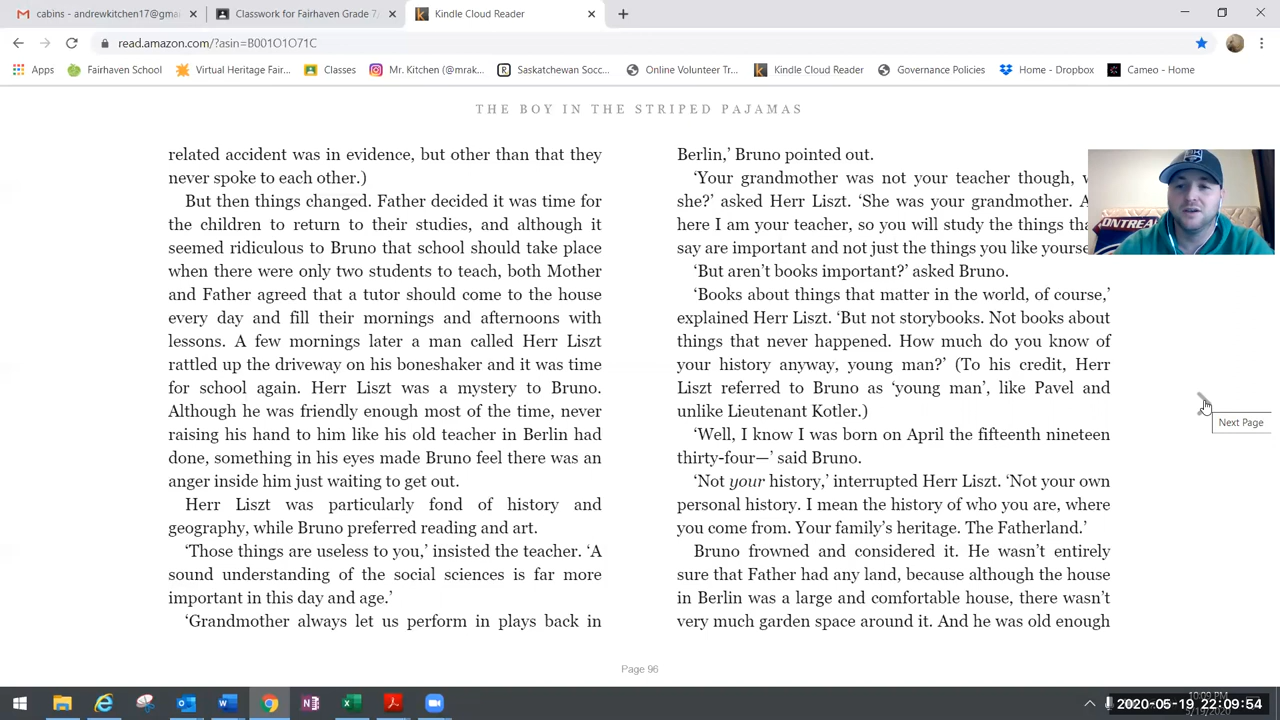 cabins - andrewkitchen17@gma
Classwork for Fairhaven Grade 7/
Kindle Cloud Reader
read.amazon.com/?asin=B001O1O71C
Apps
Fairhaven School
Virtual Heritage Fair...
Classes
Mr. Kitchen (@mrak...
Saskatchewan Socc...
Online Volunteer Tr...
Kindle Cloud Reader
Governance Policies
Home - Dropbox
Cameo - Home
THE BOY IN THE STRIPED PAJAMAS
related accident was in evidence, but other than that they
never spoke to each other.)
But then things changed. Father decided it was time for
the children to return to their studies, and although it
seemed ridiculous to Bruno that school should take place
when there were only two students to teach, both Mother
and Father agreed that a tutor should come to the house
every day and fill their mornings and afternoons with
lessons. A few mornings later a man called Herr Liszt
rattled up the driveway on his boneshaker and it was time
for school again. Herr Liszt was a mystery to Bruno.
Although he was friendly enough most of the time, never
raising his hand to him like his old teacher in Berlin had
done, something in his eyes made Bruno feel there was an
anger inside him just waiting to get out.
Herr Liszt was particularly fond of history and
geography, while Bruno preferred reading and art.
‘Those things are useless to you,’ insisted the teacher. ‘A
sound understanding of the social sciences is far more
important in this day and age.’
‘Grandmother always let us perform in plays back in
Berlin,’ Bruno pointed out.
‘Your grandmother was not your teacher though,
she?’ asked Herr Liszt. ‘She was your grandmother.
here I am your teacher, so you will study the things
say are important and not just the things you like
‘But aren’t books important?’ asked Bruno.
‘Books about things that matter in the world, of course,’
explained Herr Liszt. ‘But not storybooks. Not books about
things that never happened. How much do you know of
your history anyway, young man?’ (To his credit, Herr
Liszt referred to Bruno as ‘young man’, like Pavel and
unlike Lieutenant Kotler.)
‘Well, I know I was born on April the fifteenth nineteen
thirty-four—’ said Bruno.
‘Not your history,’ interrupted Herr Liszt. ‘Not your own
personal history. I mean the history of who you are, where
you come from. Your family’s heritage. The Fatherland.’
Bruno frowned and considered it. He wasn’t entirely
sure that Father had any land, because although the house
in Berlin was a large and comfortable house, there wasn’t
very much garden space around it. And he was old enough
Next Page
Page 96
2020-05-19 22:09:54